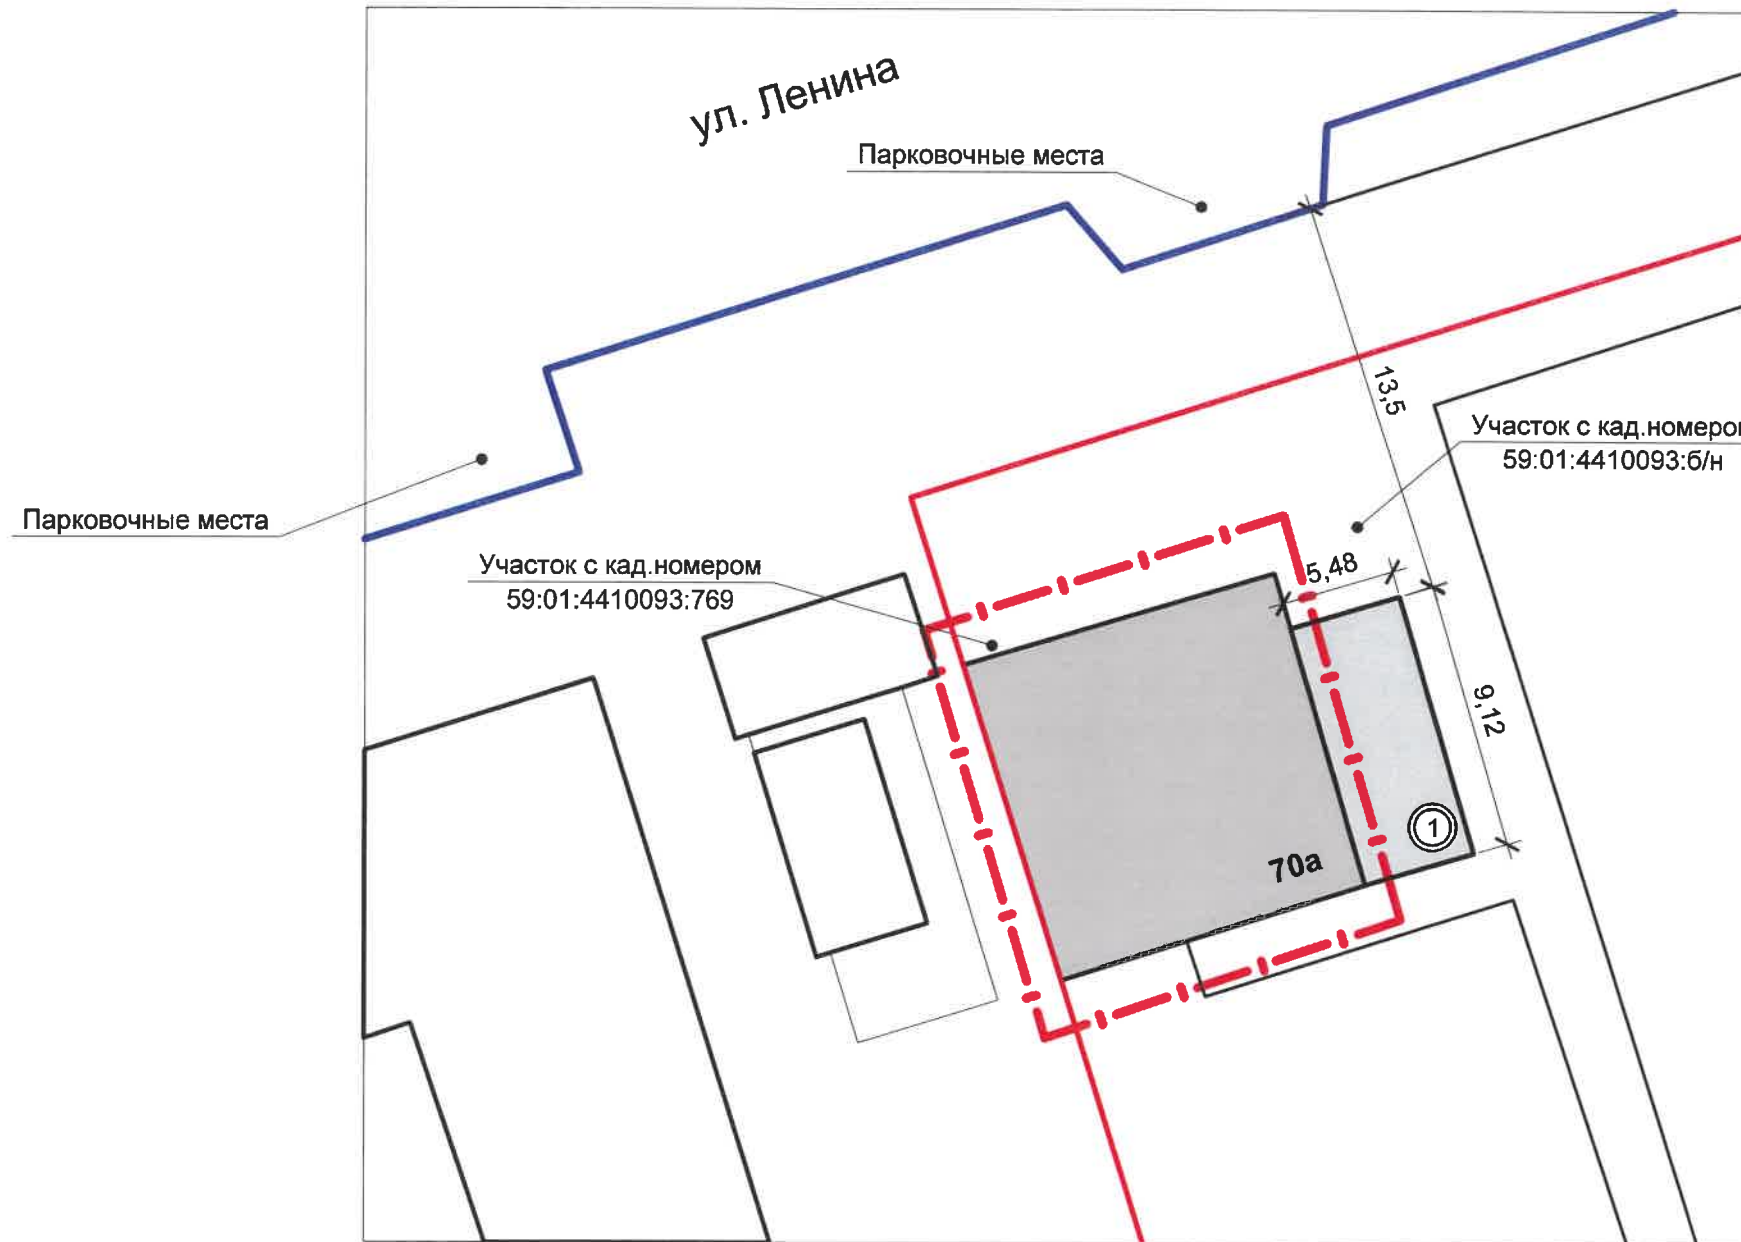 ул. Ленина
Парковочные места
13,5
Участок с кад.номером
59:01:4410093:б/н
Парковочные места
Участок с кад.номером
59:01:4410093:769
5,48
9,12
1
70а